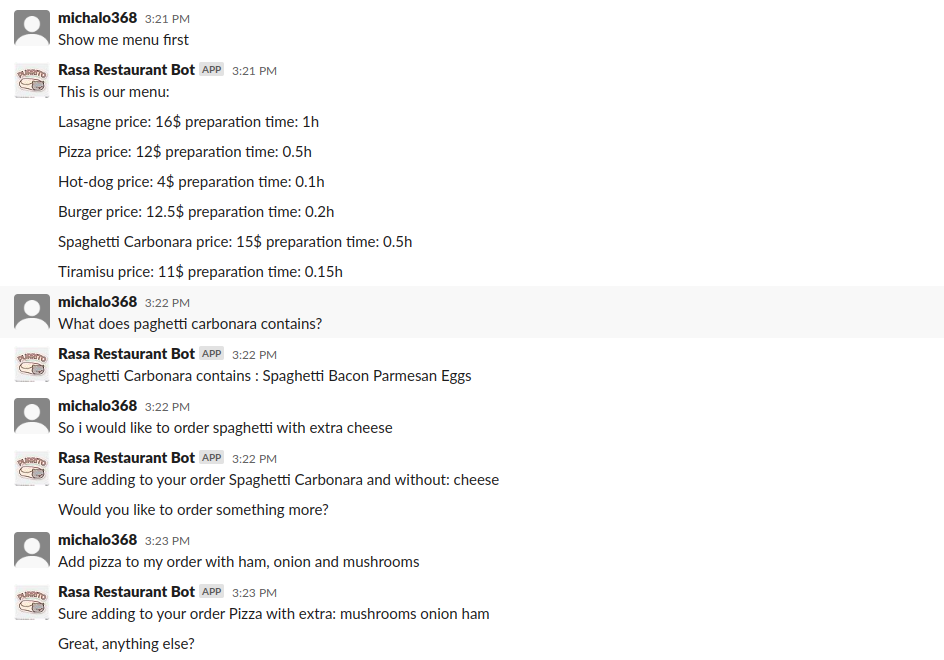 michalo368 3:21 PM
Show me menu first
PURRITO
Rasa Restaurant Bot APP 3:21 PM
This is our menu:
Lasagne price: 16$ preparation time: 1h
Pizza price: 12$ preparation time: 0.5h
Hot-dog price: 4$ preparation time: 0.1h
Burger price: 12.5$ preparation time: 0.2h
Spaghetti Carbonara price: 15$ preparation time: 0.5h
Tiramisu price: 11$ preparation time: 0.15h
michalo368 3:22 PM
What does paghetti carbonara contains?
PURRITO
Rasa Restaurant Bot APP 3:22 PM
Spaghetti Carbonara contains : Spaghetti Bacon Parmesan Eggs
michalo368 3:22 PM
So i would like to order spaghetti with extra cheese
PURRITO
Rasa Restaurant Bot APP 3:22 PM
Sure adding to your order Spaghetti Carbonara and without: cheese
Would you like to order something more?
michalo368 3:23 PM
Add pizza to my order with ham, onion and mushrooms
PURRITO
Rasa Restaurant Bot APP 3:23 PM
Sure adding to your order Pizza with extra: mushrooms onion ham
Great, anything else?